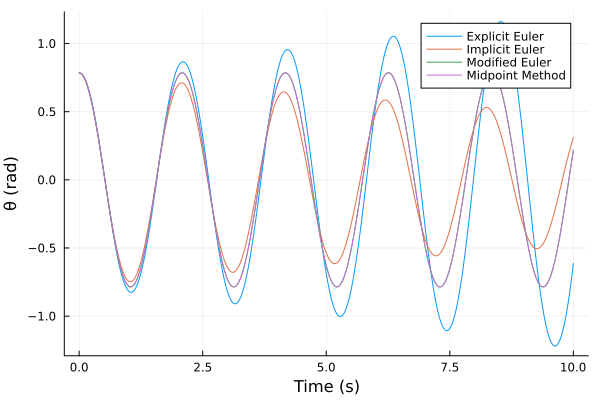 Explicit Euler
Implicit Euler
Modified Euler
Midpoint Method
1.0
0.5
0.0
−0.5
−1.0
θ (rad)
0.0 2.5 5.0 7.5 10.0
Time (s)